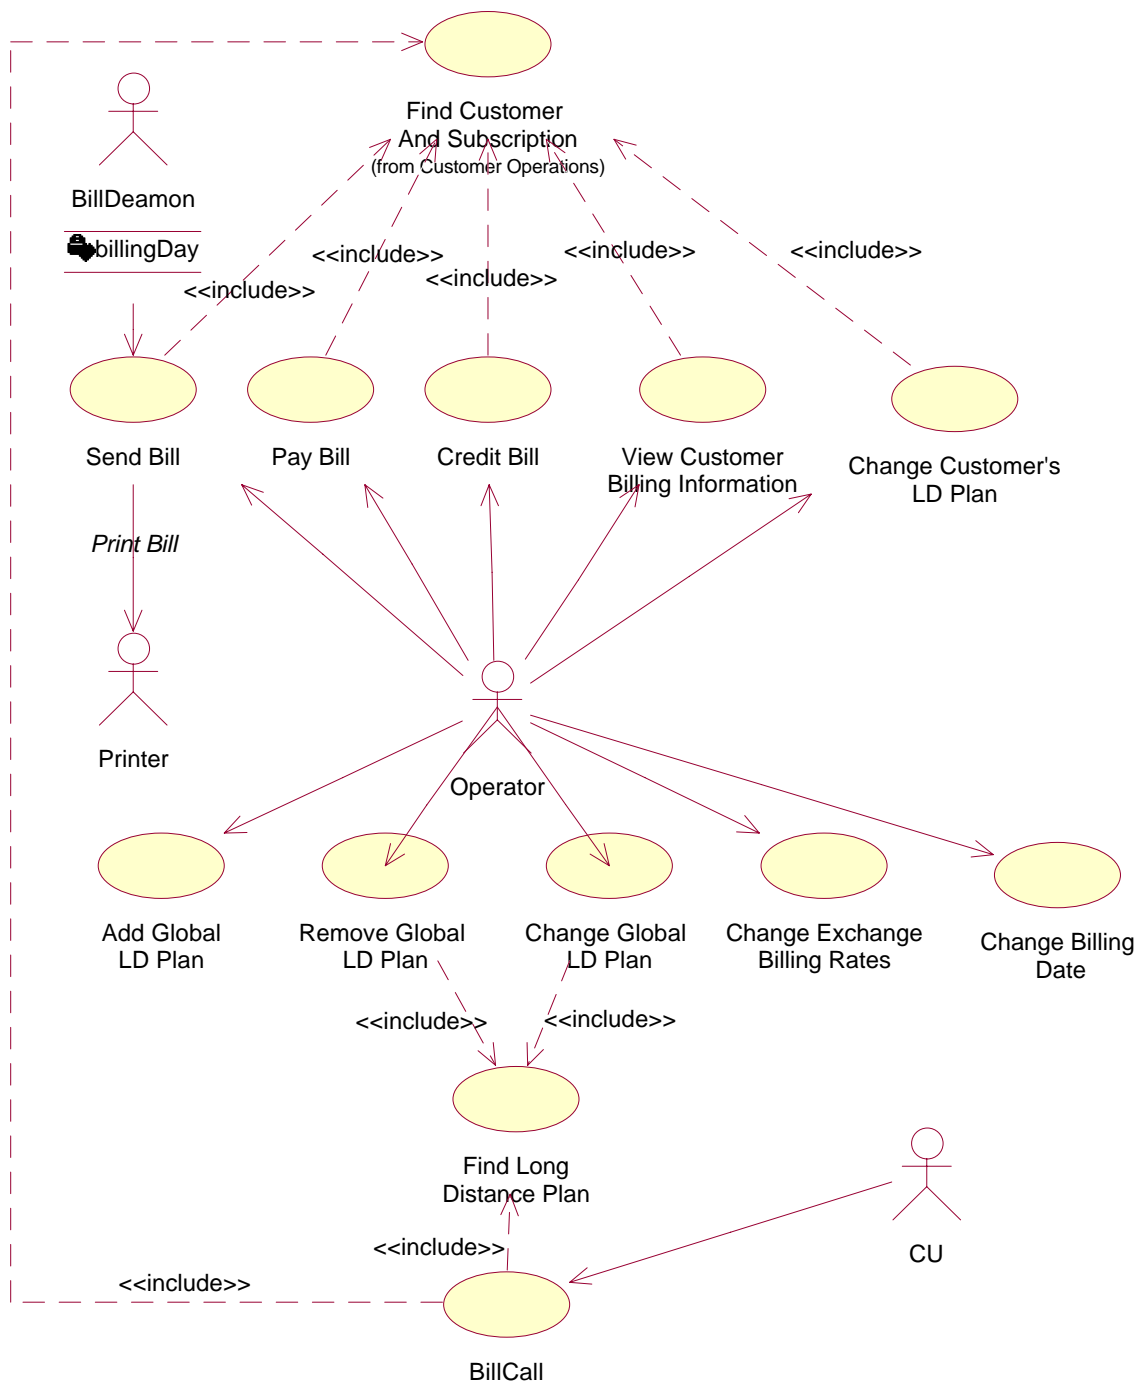 Find Customer
And Subscription
(from Customer Operations)
BillDeamon
billingDay
<<include>>
<<include>>
<<include>>
<<include>>
<<include>>
Send Bill
Pay Bill
Credit Bill
View Customer
Billing Information
Change Customer's
LD Plan
Print Bill
Printer
Operator
Add Global
LD Plan
Remove Global
LD Plan
Change Global
LD Plan
Change Exchange
Billing Rates
Change Billing
Date
<<include>>
<<include>>
Find Long
Distance Plan
CU
<<include>>
<<include>>
BillCall